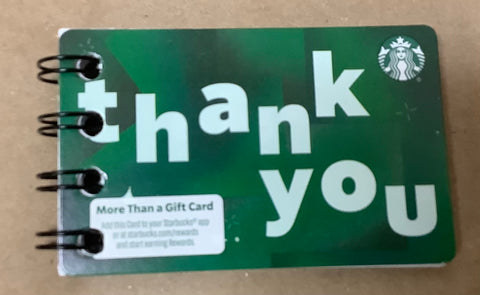 thank
you
More Than a Gift Card
Add this Card to your Starbucks® app
or at starbucks.com/rewards
and start earning Rewards.